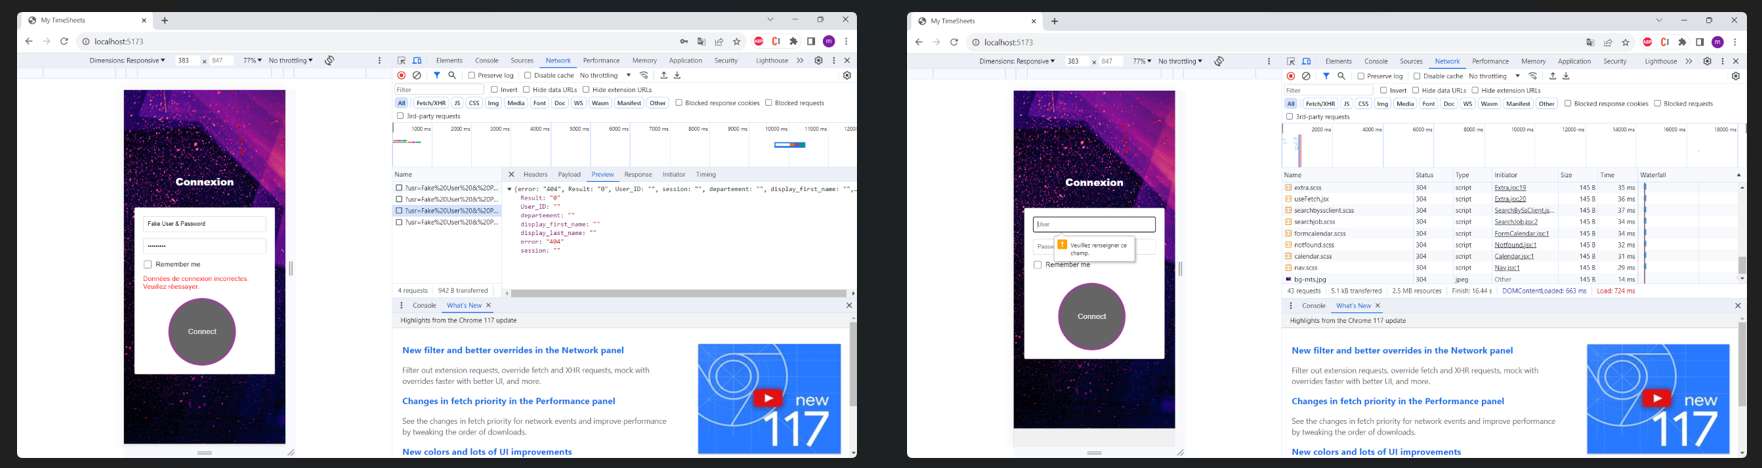 My TimeSheets
localhost:5173
Dimensions: Responsive 383 × 847 77% No throttling
Elements Console Sources Network Performance Memory Application Security Lighthouse
Preserve log Disable cache No throttling
Filter Invert Hide data URLs Hide extension URLs
All Fetch/XHR JS CSS Img Media Font Doc WS Wasm Manifest Other Blocked response cookies Blocked requests
3rd-party requests
1000 ms 2000 ms 3000 ms 4000 ms 5000 ms 6000 ms 7000 ms 8000 ms 9000 ms 10000 ms 11000 ms 1200
Name Headers Payload Preview Response Initiator Timing
?usr=Fake%20User%20&%20P...
?usr=Fake%20User%20&%20P...
?usr=Fake%20User%20&%20P...
?usr=Fake%20User%20&%20P...
{error: "404", Result: "0", User_ID: "", session: "", departement: "", display_first_name: "",...
Result: "0"
User_ID: ""
departement: ""
display_first_name: ""
display_last_name: ""
error: "404"
session: ""
4 requests 942 B transferred
Connexion
Fake User & Password
•••••••••
Remember me
Données de connexion incorrectes.
Veuillez réessayer.
Connect
Console What's New
Highlights from the Chrome 117 update
New filter and better overrides in the Network panel
Filter out extension requests, override fetch and XHR requests, mock with
overrides faster with better UI, and more.
Changes in fetch priority in the Performance panel
See the changes in fetch priority for network events and improve performance
by tweaking the order of downloads.
New colors and lots of UI improvements
new
117
My TimeSheets
localhost:5173
Dimensions: Responsive 383 × 847 77% No throttling
Elements Console Sources Network Performance Memory Application Security Lighthouse
Preserve log Disable cache No throttling
Filter Invert Hide data URLs Hide extension URLs
All Fetch/XHR JS CSS Img Media Font Doc WS Wasm Manifest Other Blocked response cookies Blocked requests
3rd-party requests
2000 ms 4000 ms 6000 ms 8000 ms 10000 ms 12000 ms 14000 ms 16000 ms 18000 ms
Name Status Type Initiator Size Time Waterfall
extra.scss 304 script Extra.jsx:19 145 B 35 ms
useFetch.jsx 304 script Extra.jsx:20 145 B 36 ms
searchbyssclient.scss 304 script SearchBySsClient.js... 145 B 37 ms
searchjob.scss 304 script SearchJob.jsx:2 145 B 34 ms
formcalendar.scss 304 script FormCalendar.jsx:1 145 B 34 ms
notfound.scss 304 script Notfound.jsx:1 145 B 32 ms
calendar.scss 304 script Calendar.jsx:1 145 B 31 ms
nav.scss 304 script Nav.jsx:1 145 B 29 ms
bg-mts.jpg 304 jpeg Other 145 B 14 ms
43 requests 5.1 kB transferred 2.5 MB resources Finish: 16.44 s DOMContentLoaded: 663 ms Load: 724 ms
Connexion
User
Passw
Veuillez renseigner ce
champ.
Remember me
Connect
Console What's New
Highlights from the Chrome 117 update
New filter and better overrides in the Network panel
Filter out extension requests, override fetch and XHR requests, mock with
overrides faster with better UI, and more.
Changes in fetch priority in the Performance panel
See the changes in fetch priority for network events and improve performance
by tweaking the order of downloads.
New colors and lots of UI improvements
new
117